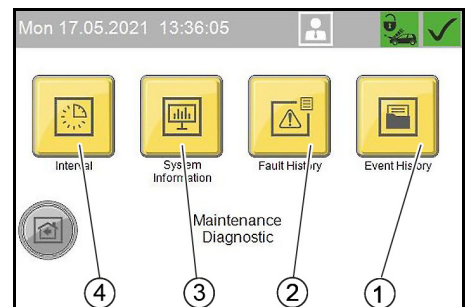 Mon 17.05.2021 13:36:05
Interval
System
Information
Fault History
Event History
Maintenance
Diagnostic
4
3
2
1